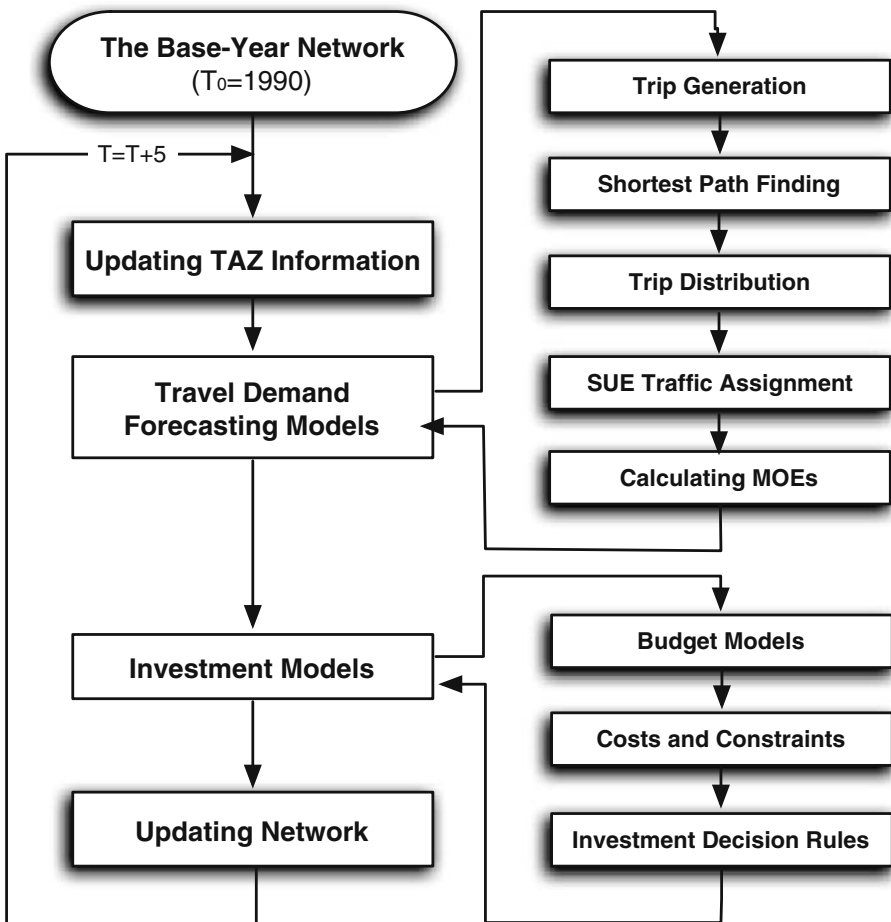 The Base-Year Network
(T0=1990)
T=T+5
Updating TAZ Information
Travel Demand
Forecasting Models
Investment Models
Updating Network
Trip Generation
Shortest Path Finding
Trip Distribution
SUE Traffic Assignment
Calculating MOEs
Budget Models
Costs and Constraints
Investment Decision Rules